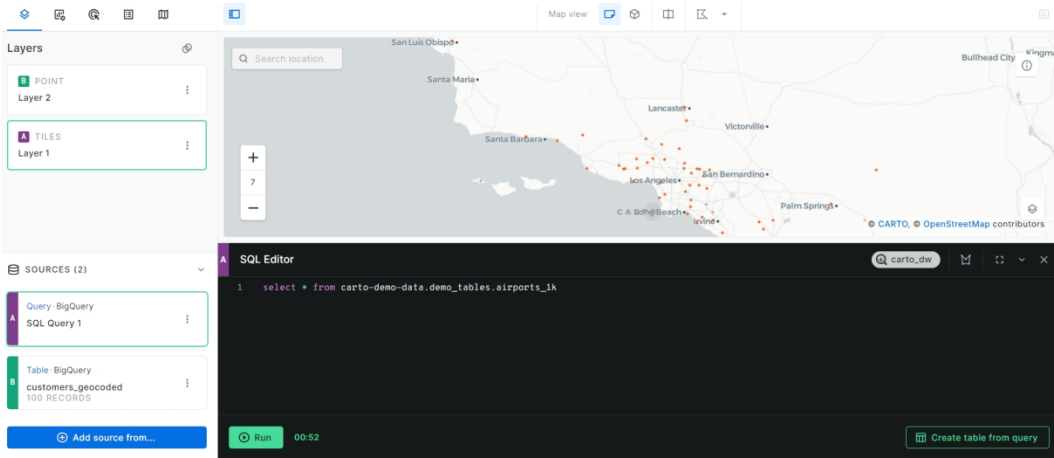 Map view
Layers
B POINT
Layer 2
A TILES
Layer 1
SOURCES (2)
A
Query · BigQuery
SQL Query 1
B
Table · BigQuery
customers_geocoded
100 RECORDS
Add source from...
Search location
+
7
−
San Luis Obispo
Santa Maria
Santa Barbara
Lancaster
Victorville
Los Angeles
San Bernardino
Long Beach
Irvine
Palm Springs
Bullhead City
© CARTO, © OpenStreetMap contributors
A
SQL Editor
carto_dw
1 select * from carto-demo-data.demo_tables.airports_1k
Run
00:52
Create table from query